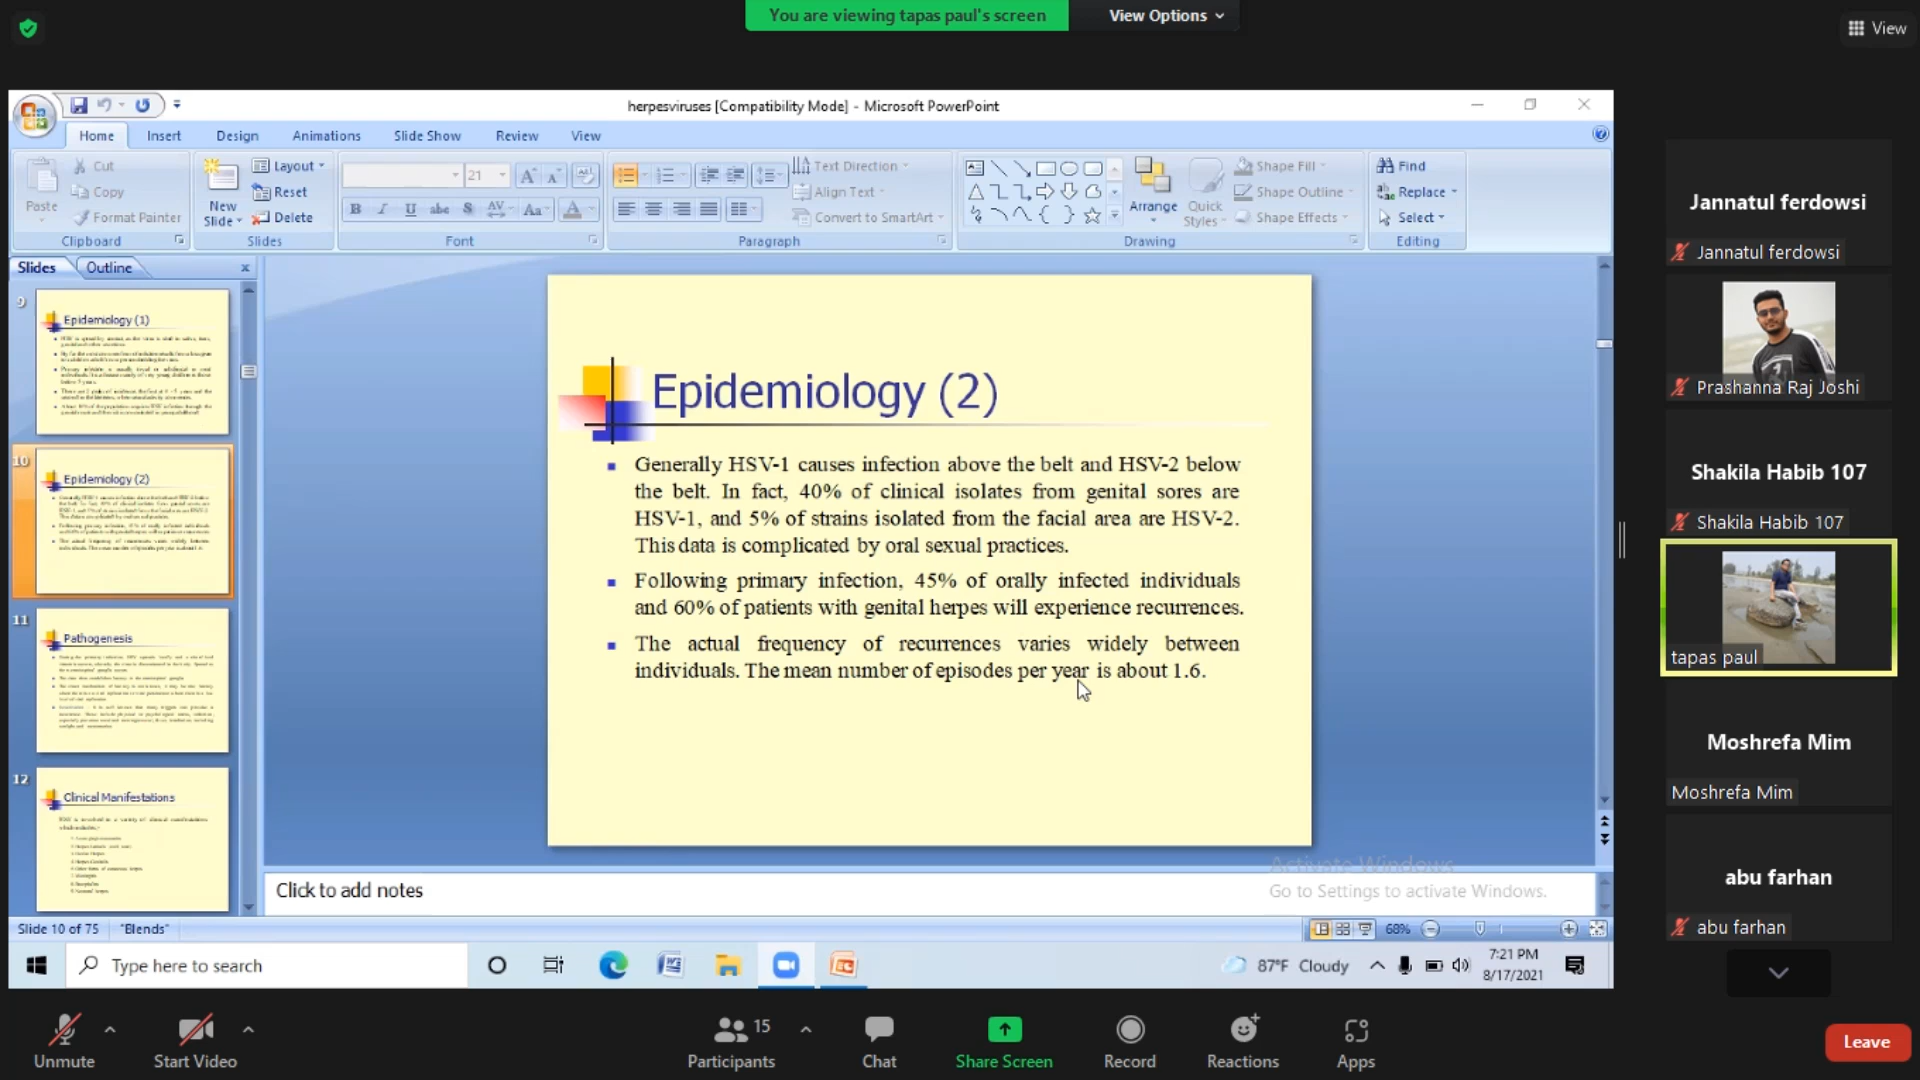 You are viewing tapas paul's screen
View Options
View
herpesviruses [Compatibility Mode] - Microsoft PowerPoint
Home Insert Design Animations Slide Show Review View
Paste
Cut
Copy
Format Painter
Clipboard
New Slide
Layout
Reset
Delete
Slides
21
Font
Text Direction
Align Text
Convert to SmartArt
Paragraph
Arrange
Quick Styles
Shape Fill
Shape Outline
Shape Effects
Drawing
Find
Replace
Select
Editing
Slides Outline
9
Epidemiology (1)
10
Epidemiology (2)
11
Pathogenesis
12
Clinical Manifestations
Epidemiology (2)
Generally HSV-1 causes infection above the belt and HSV-2 below
the belt. In fact, 40% of clinical isolates from genital sores are
HSV-1, and 5% of strains isolated from the facial area are HSV-2.
This data is complicated by oral sexual practices.
Following primary infection, 45% of orally infected individuals
and 60% of patients with genital herpes will experience recurrences.
The actual frequency of recurrences varies widely between
individuals. The mean number of episodes per year is about 1.6.
Click to add notes
Activate Windows
Go to Settings to activate Windows.
Slide 10 of 75 "Blends"
68%
Type here to search
87°F Cloudy
7:21 PM
8/17/2021
Jannatul ferdowsi
Jannatul ferdowsi
Prashanna Raj Joshi
Shakila Habib 107
Shakila Habib 107
tapas paul
Moshrefa Mim
Moshrefa Mim
abu farhan
abu farhan
Unmute
Start Video
15
Participants
Chat
Share Screen
Record
Reactions
Apps
Leave